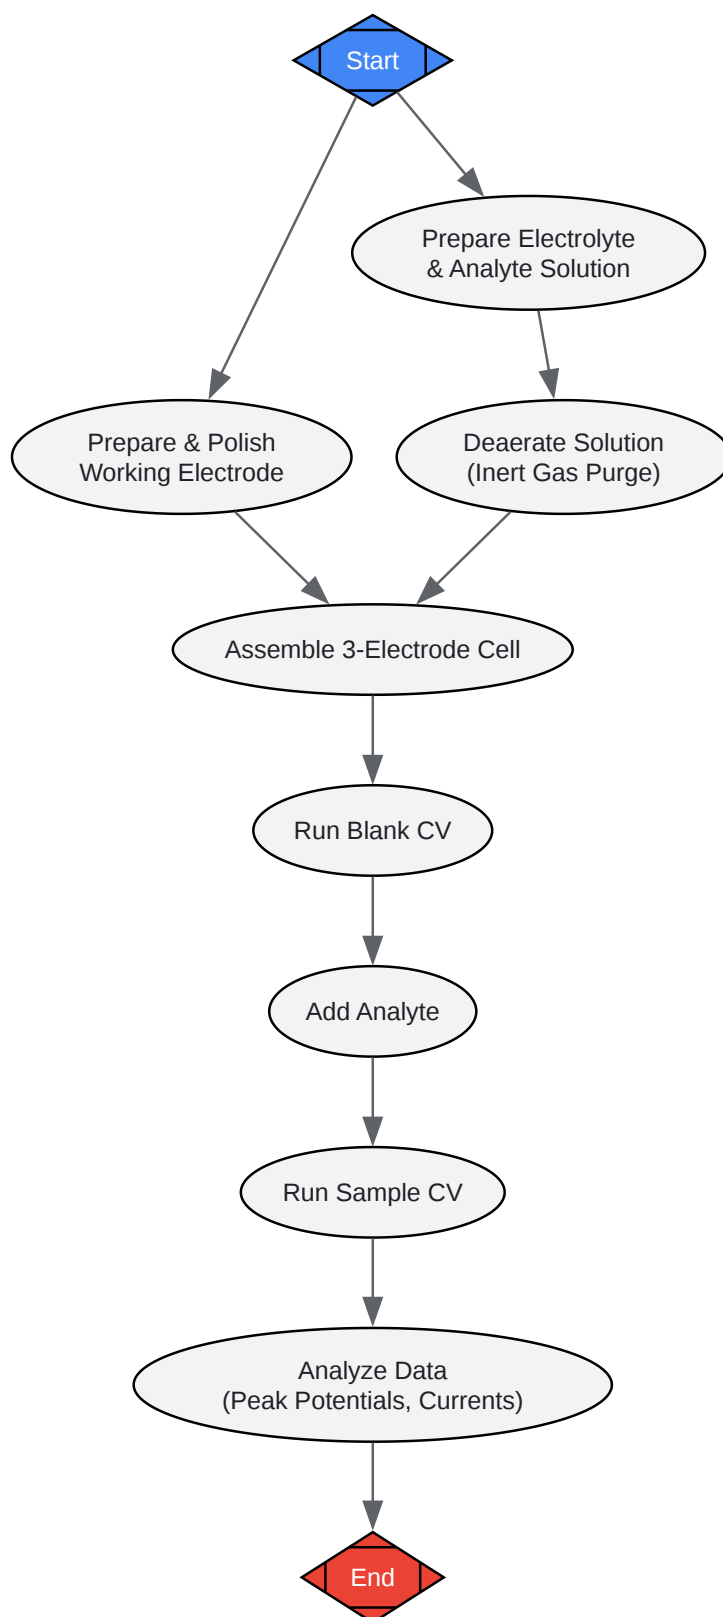 Start
Prepare Electrolyte
& Analyte Solution
Prepare & Polish
Working Electrode
Deaerate Solution
(Inert Gas Purge)
Assemble 3-Electrode Cell
Run Blank CV
Add Analyte
Run Sample CV
Analyze Data
(Peak Potentials, Currents)
End